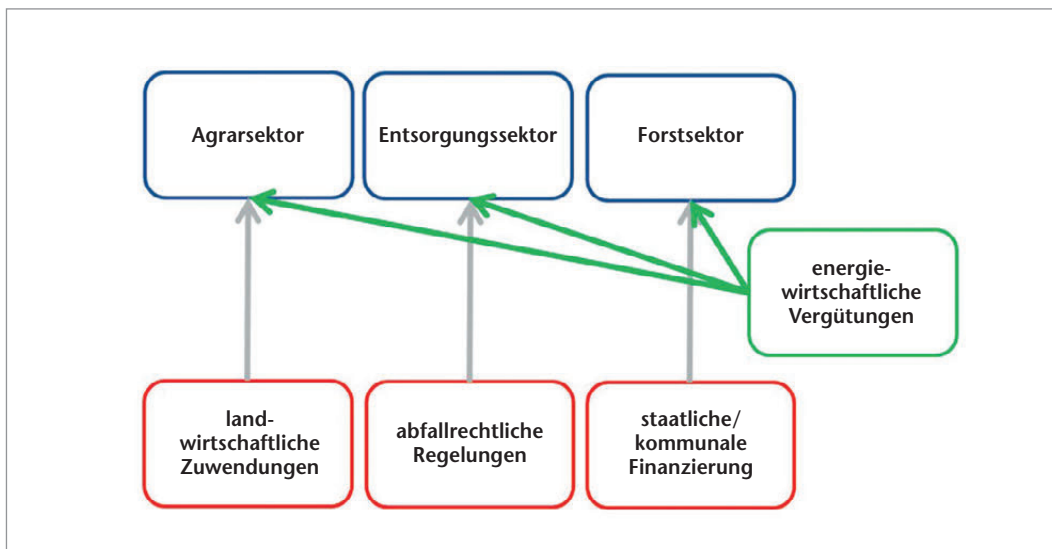 Agrarsektor
Entsorgungssektor
Forstsektor
energie-
wirtschaftliche
Vergütungen
land-
wirtschaftliche
Zuwendungen
abfallrechtliche
Regelungen
staatliche/
kommunale
Finanzierung